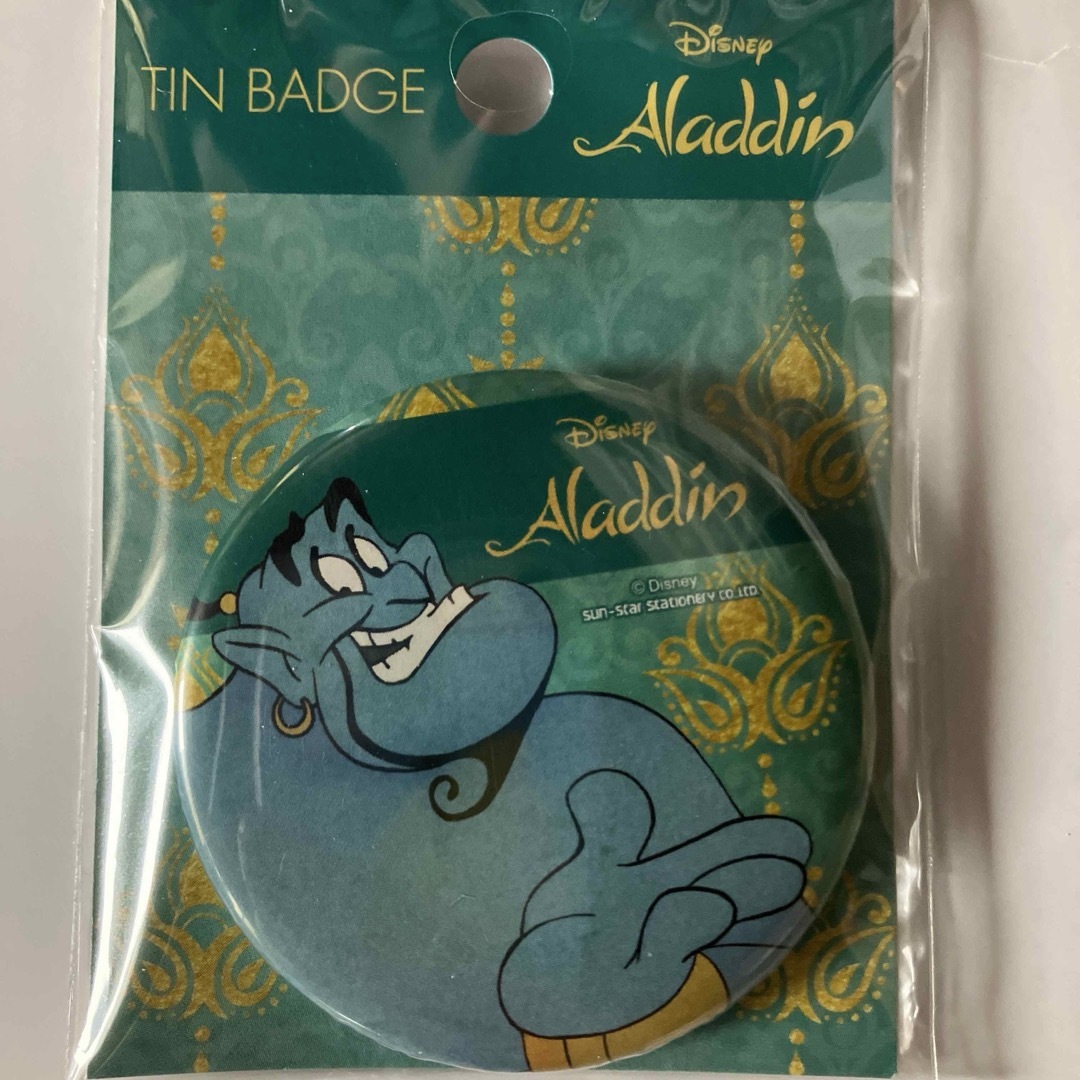 TIN BADGE
Disney
Aladdin
Disney
Aladdin
© Disney
sun-star stationery co.,ltd.